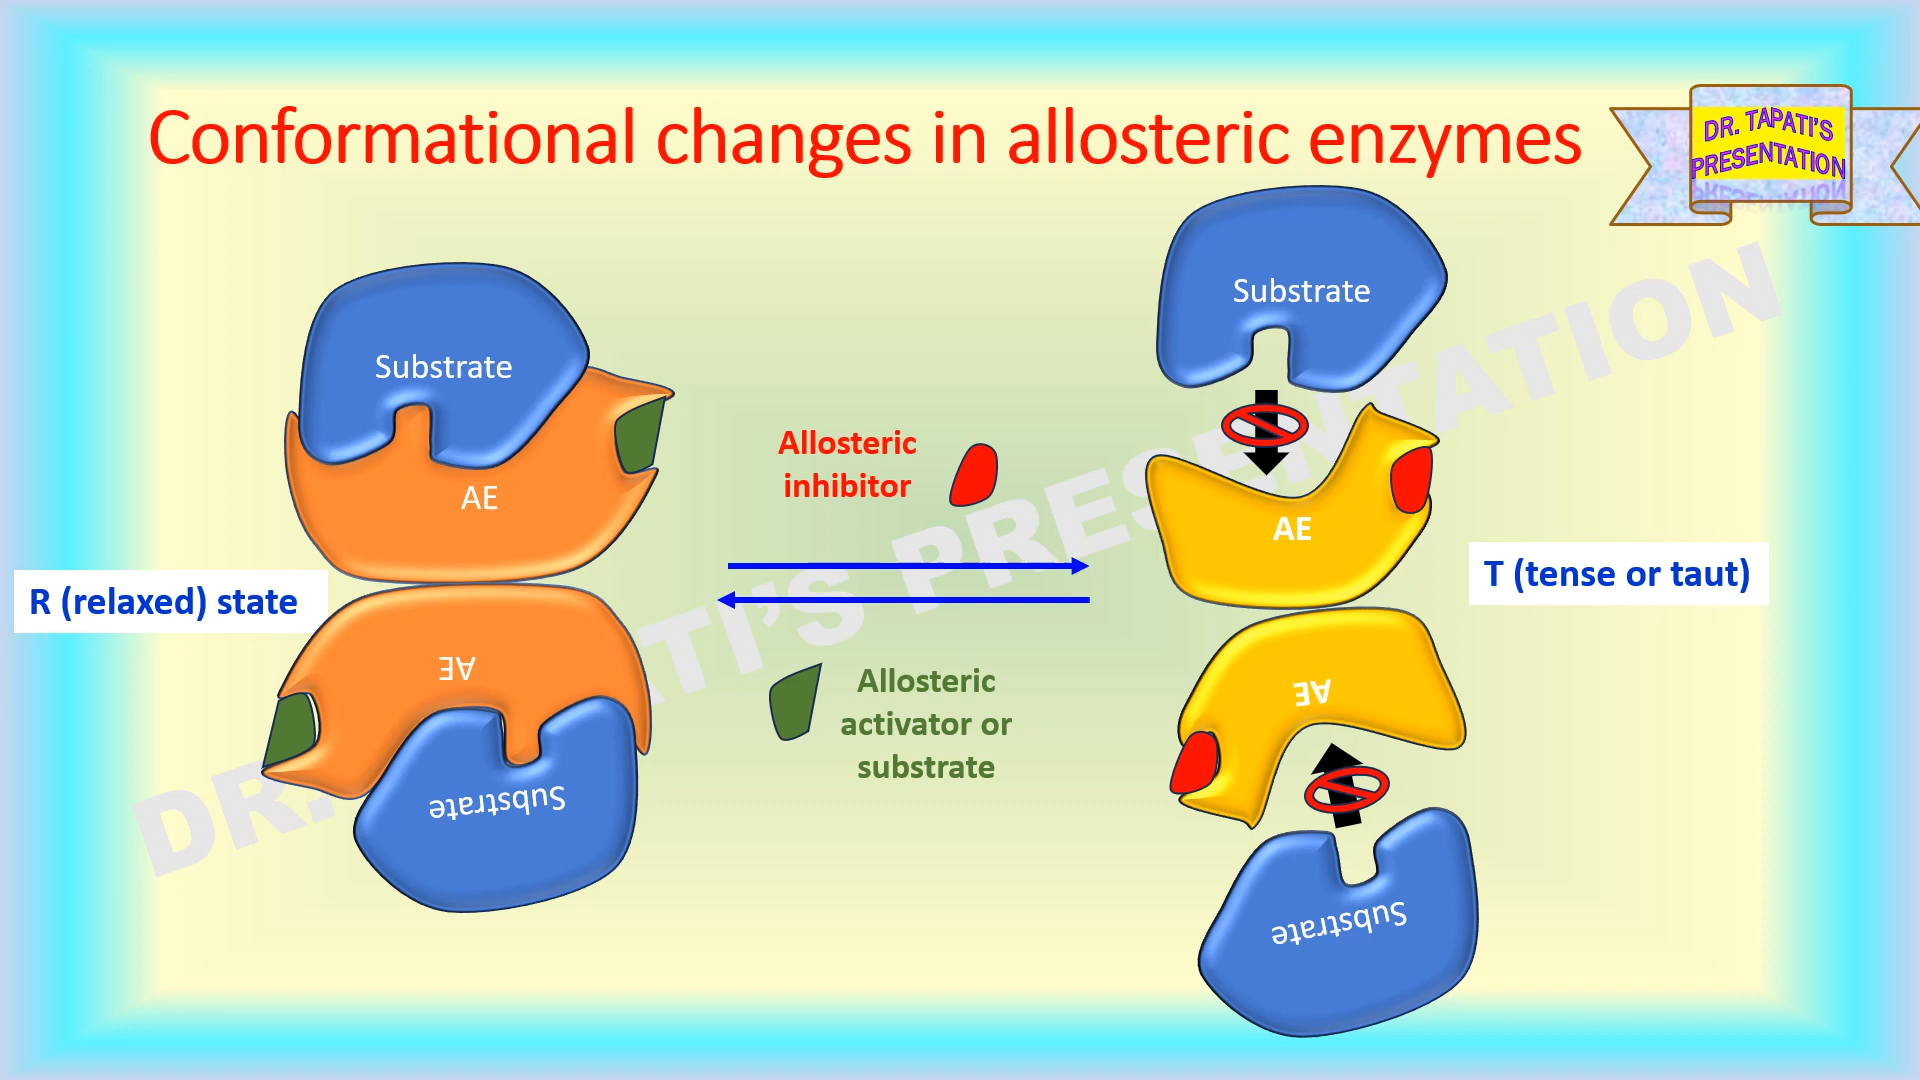 Conformational changes in allosteric enzymes
DR. TAPATI'S
PRESENTATION
Substrate
AE
R (relaxed) state
AE
Substrate
Allosteric
inhibitor
Allosteric
activator or
substrate
Substrate
AE
T (tense or taut)
AE
Substrate
DR. TAPATI'S PRESENTATION